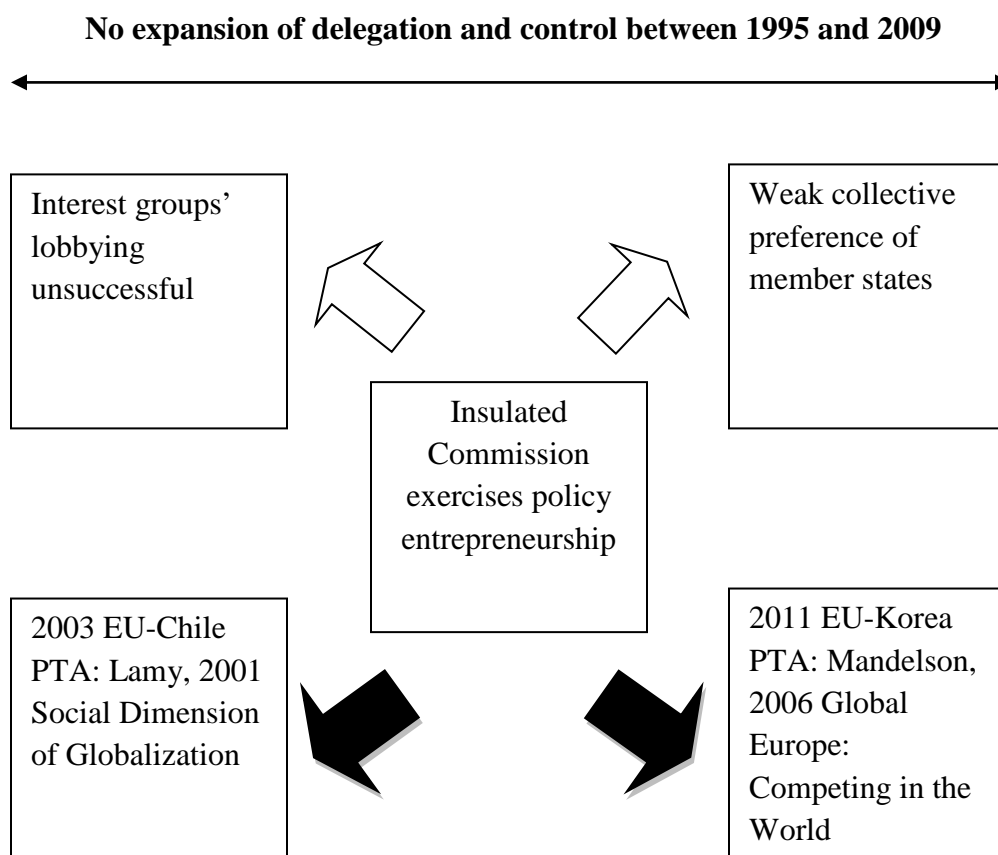 No expansion of delegation and control between 1995 and 2009
Interest groups’
lobbying
unsuccessful
Weak collective
preference of
member states
Insulated
Commission
exercises policy
entrepreneurship
2003 EU-Chile
PTA: Lamy, 2001
Social Dimension
of Globalization
2011 EU-Korea
PTA: Mandelson,
2006 Global
Europe:
Competing in the
World